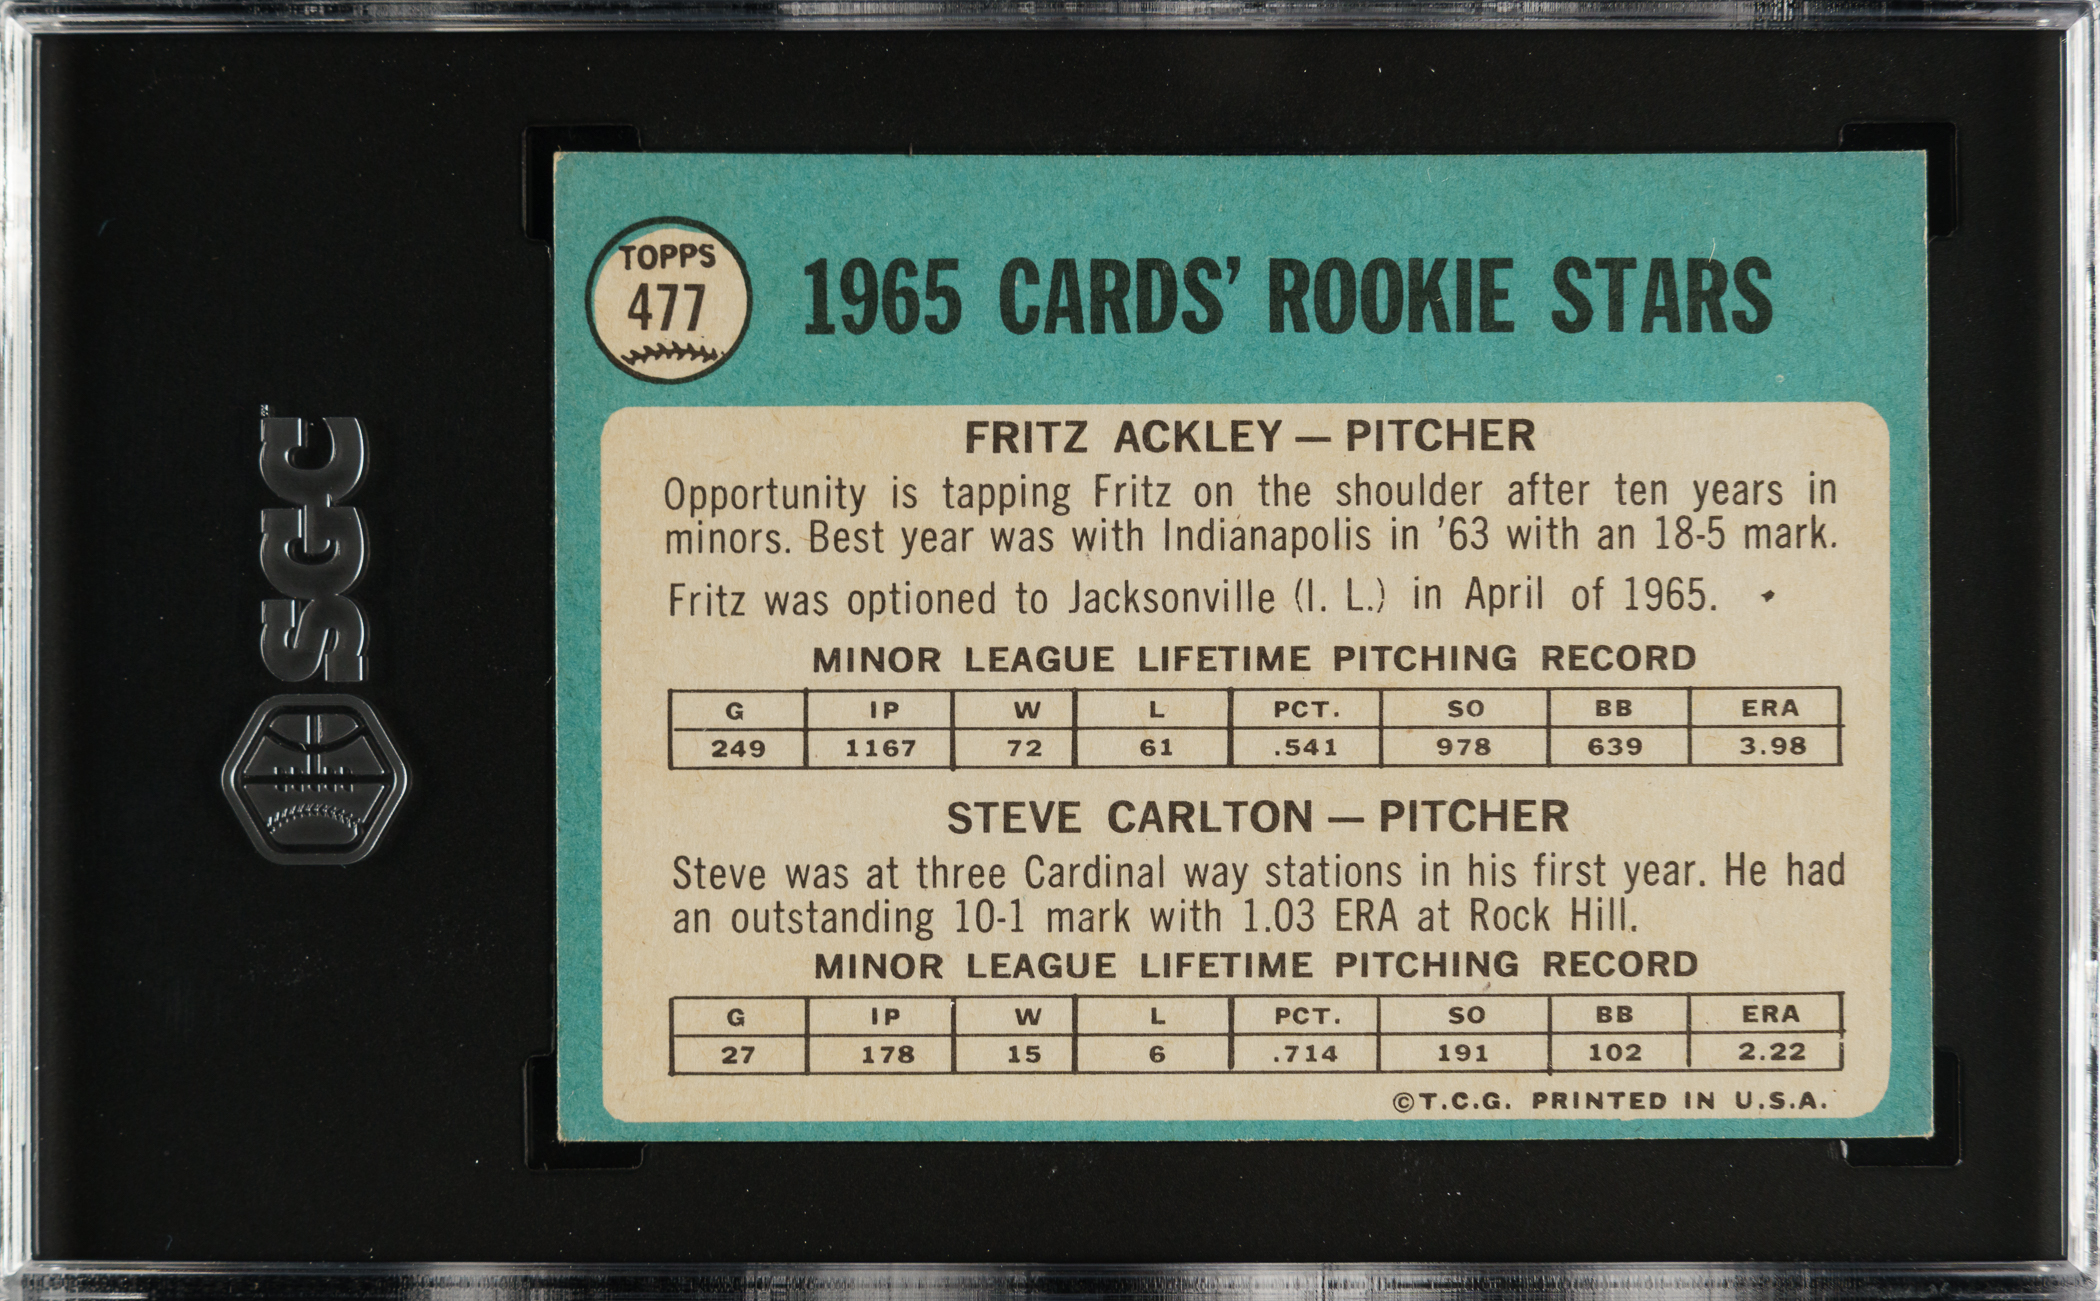 SGC
TOPPS
477
1965 CARDS' ROOKIE STARS
FRITZ ACKLEY — PITCHER
Opportunity is tapping Fritz on the shoulder after ten years in
minors. Best year was with Indianapolis in '63 with an 18-5 mark.
Fritz was optioned to Jacksonville (I. L.) in April of 1965.
MINOR LEAGUE LIFETIME PITCHING RECORD
G IP W L PCT. SO BB ERA
249 1167 72 61 .541 978 639 3.98
STEVE CARLTON — PITCHER
Steve was at three Cardinal way stations in his first year. He had
an outstanding 10-1 mark with 1.03 ERA at Rock Hill.
MINOR LEAGUE LIFETIME PITCHING RECORD
G IP W L PCT. SO BB ERA
27 178 15 6 .714 191 102 2.22
©T.C.G. PRINTED IN U.S.A.